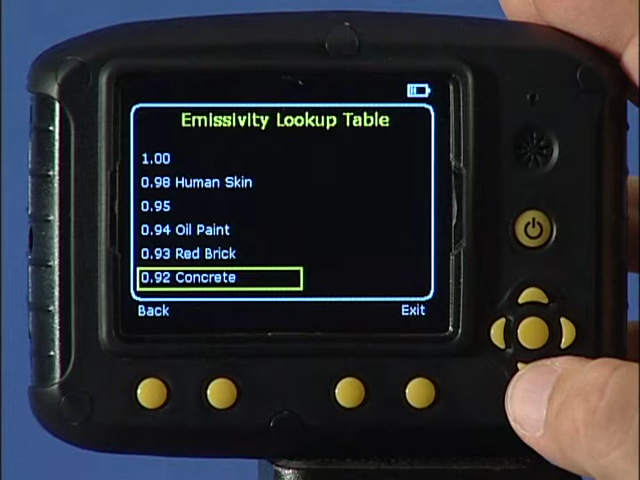 Emissivity Lookup Table
1.00
0.98 Human Skin
0.95
0.94 Oil Paint
0.93 Red Brick
0.92 Concrete
Back Exit